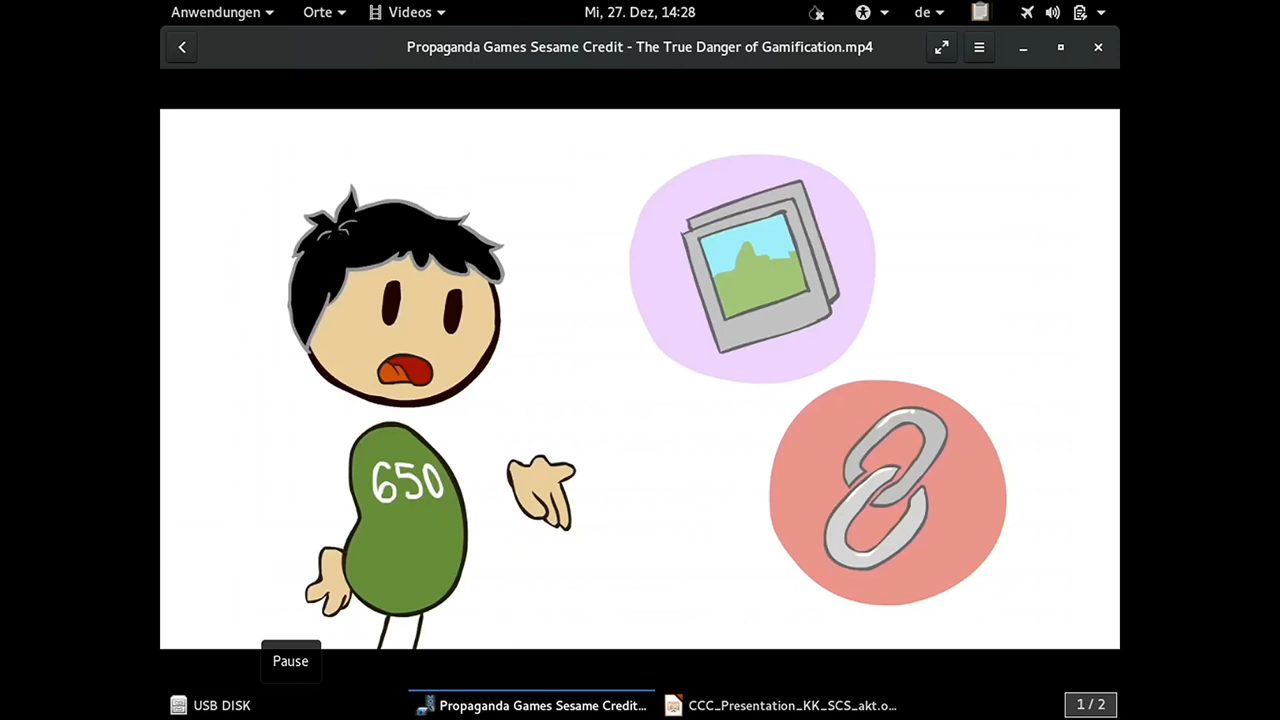 Anwendungen Orte Videos Mi, 27. Dez, 14:28 de
Propaganda Games Sesame Credit - The True Danger of Gamification.mp4
650
Pause
USB DISK Propaganda Games Sesame Credit... CCC_Presentation_KK_SCS_akt.o... 1 / 2